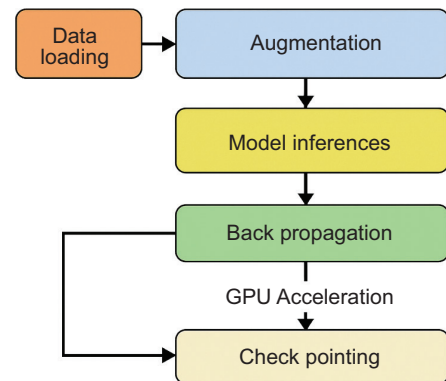 Data
loading
Augmentation
Model inferences
Back propagation
GPU Acceleration
Check pointing